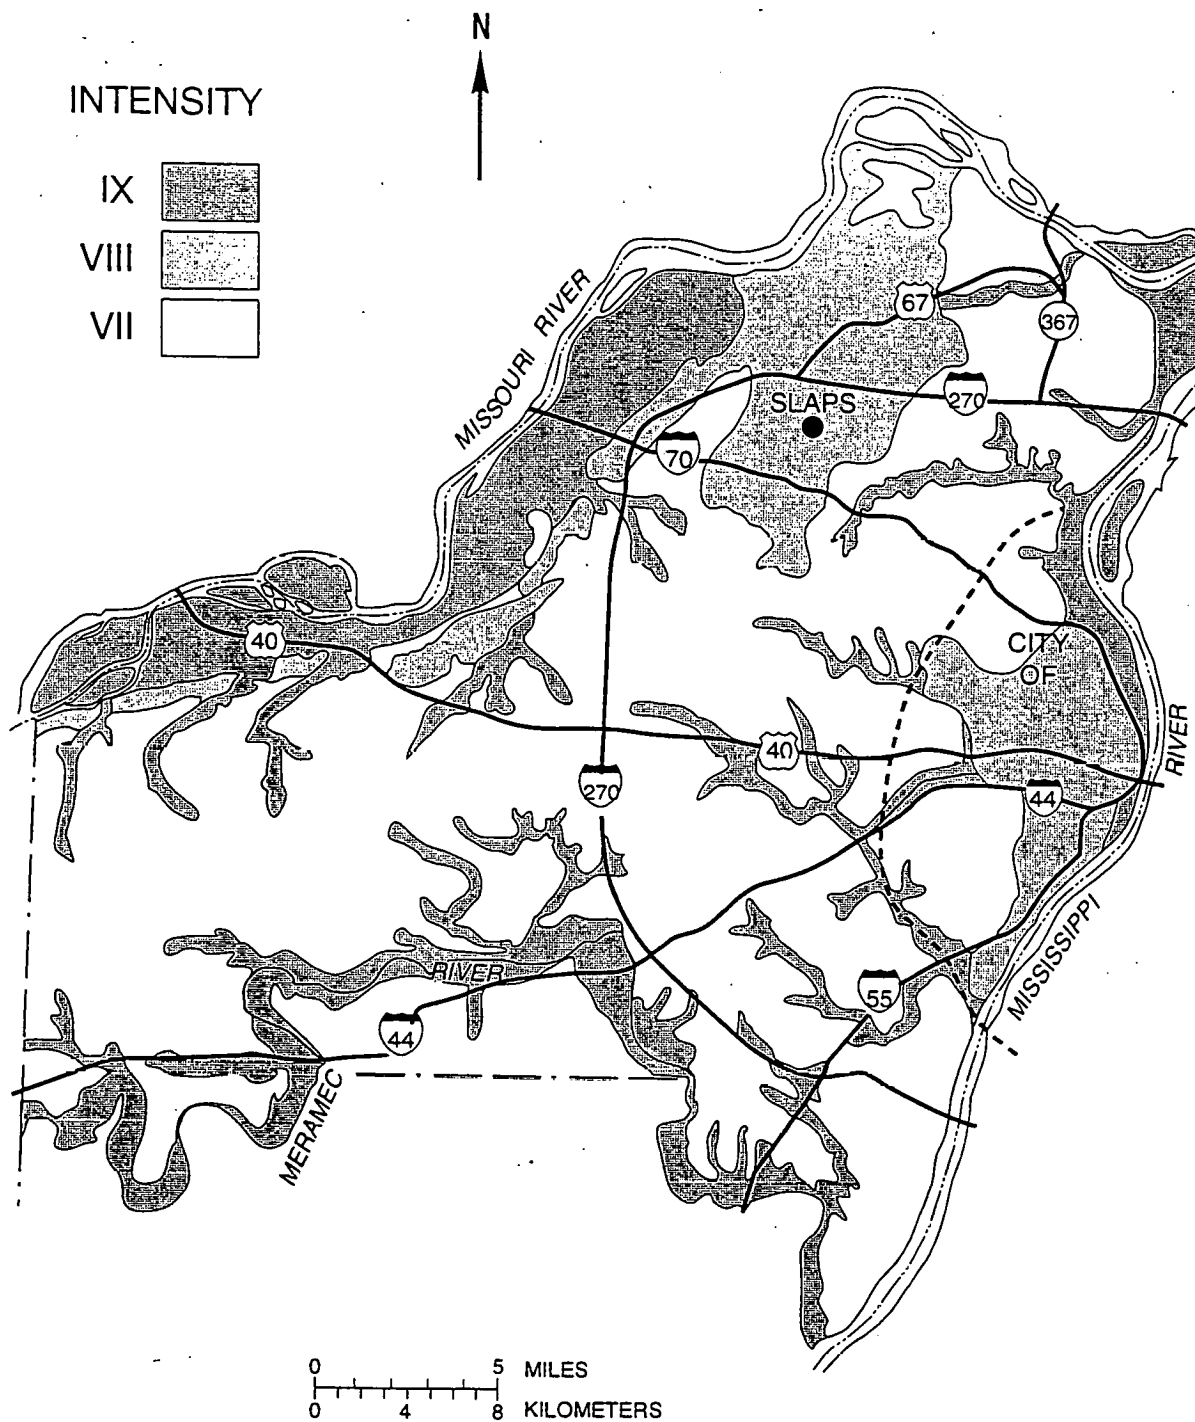 N
INTENSITY
IX
VIII
VII
MISSOURI RIVER
67
367
270
SLAPS
70
40
CITY
OF
40
RIVER
270
44
MISSISSIPPI
RIVER
55
44
MERAMEC
0 5 MILES
0 4 8 KILOMETERS